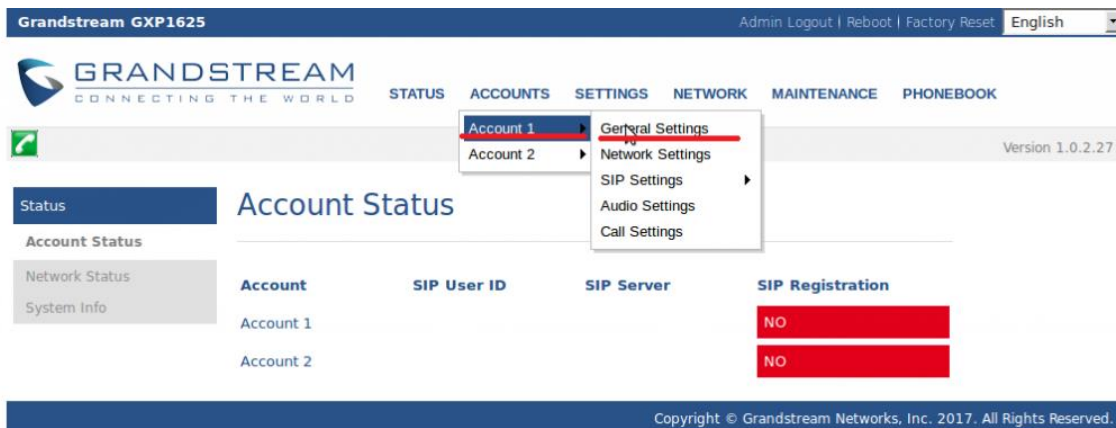 Grandstream GXP1625 Admin Logout | Reboot | Factory Reset English
GRANDSTREAM
CONNECTING THE WORLD
STATUS ACCOUNTS SETTINGS NETWORK MAINTENANCE PHONEBOOK
Account 1 General Settings
Account 2 Network Settings
Version 1.0.2.27
SIP Settings
Audio Settings
Call Settings
Status
Account Status
Account Status
Network Status
System Info
Account SIP User ID SIP Server SIP Registration
Account 1 NO
Account 2 NO
Copyright © Grandstream Networks, Inc. 2017. All Rights Reserved.